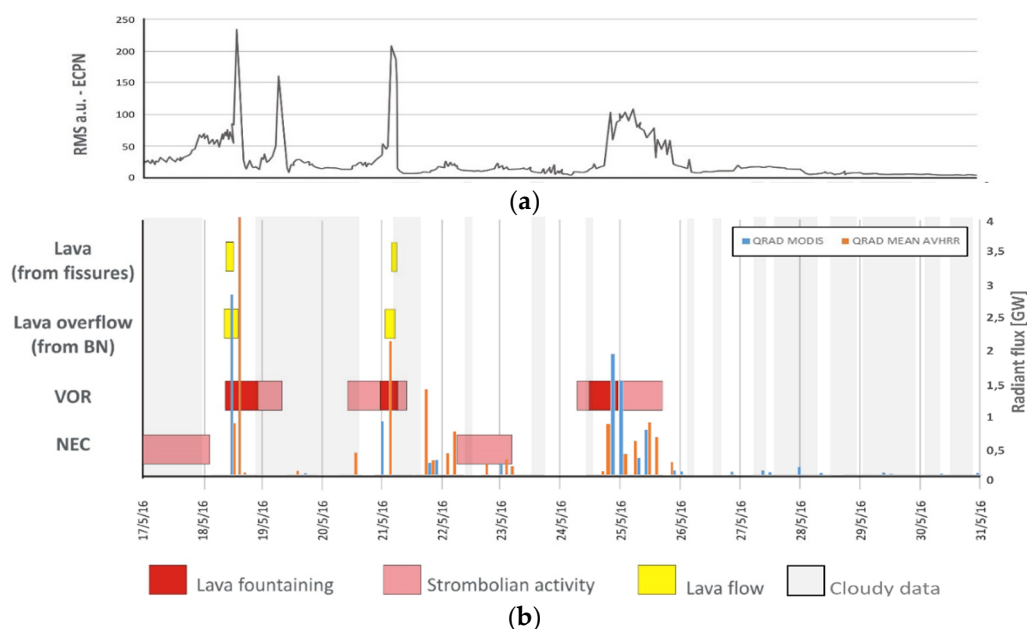 250
200
150
100
50
0
RMS a.u. - ECPN
(a)
Lava
(from fissures)
Lava overflow
(from BN)
VOR
NEC
QRAD MODIS
QRAD MEAN AVHRR
4
3,5
3
2,5
2
1,5
1
0,5
0
Radiant flux [GW]
17/5/16
18/5/16
19/5/16
20/5/16
21/5/16
22/5/16
23/5/16
24/5/16
25/5/16
26/5/16
27/5/16
28/5/16
29/5/16
30/5/16
31/5/16
Lava fountaining
Strombolian activity
Lava flow
Cloudy data
(b)